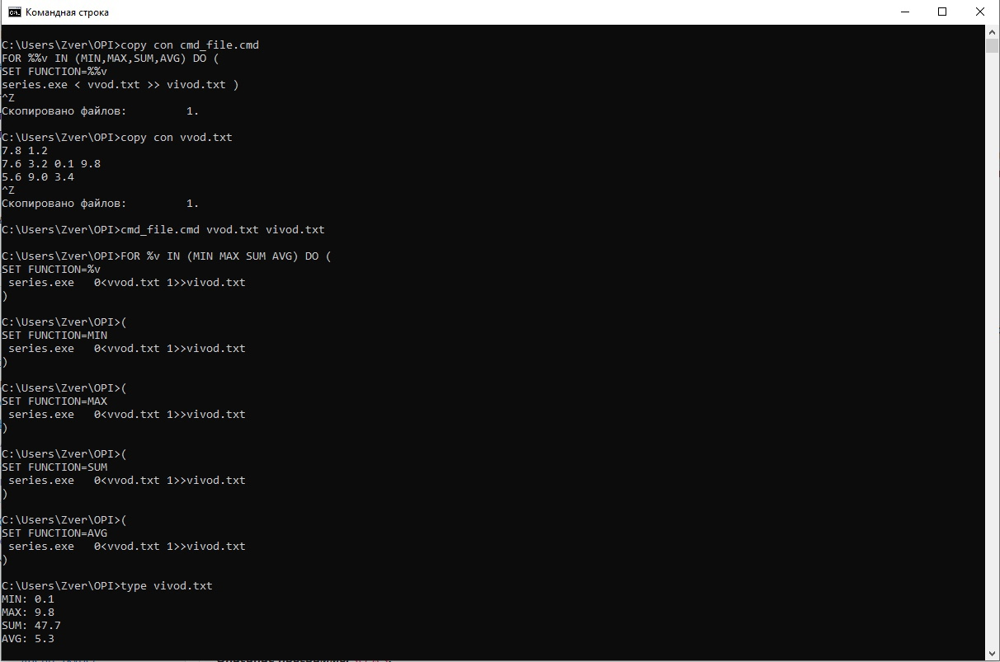 Командная строка
C:\Users\Zver\OPI>copy con cmd_file.cmd
FOR %%v IN (MIN,MAX,SUM,AVG) DO (
SET FUNCTION=%%v
series.exe < vvod.txt >> vivod.txt )
^Z
Скопировано файлов:         1.
C:\Users\Zver\OPI>copy con vvod.txt
7.8 1.2
7.6 3.2 0.1 9.8
5.6 9.0 3.4
^Z
Скопировано файлов:         1.
C:\Users\Zver\OPI>cmd_file.cmd vvod.txt vivod.txt
C:\Users\Zver\OPI>FOR %v IN (MIN MAX SUM AVG) DO (
SET FUNCTION=%v
 series.exe   0<vvod.txt 1>>vivod.txt
)
C:\Users\Zver\OPI>(
SET FUNCTION=MIN
 series.exe   0<vvod.txt 1>>vivod.txt
)
C:\Users\Zver\OPI>(
SET FUNCTION=MAX
 series.exe   0<vvod.txt 1>>vivod.txt
)
C:\Users\Zver\OPI>(
SET FUNCTION=SUM
 series.exe   0<vvod.txt 1>>vivod.txt
)
C:\Users\Zver\OPI>(
SET FUNCTION=AVG
 series.exe   0<vvod.txt 1>>vivod.txt
)
C:\Users\Zver\OPI>type vivod.txt
MIN: 0.1
MAX: 9.8
SUM: 47.7
AVG: 5.3